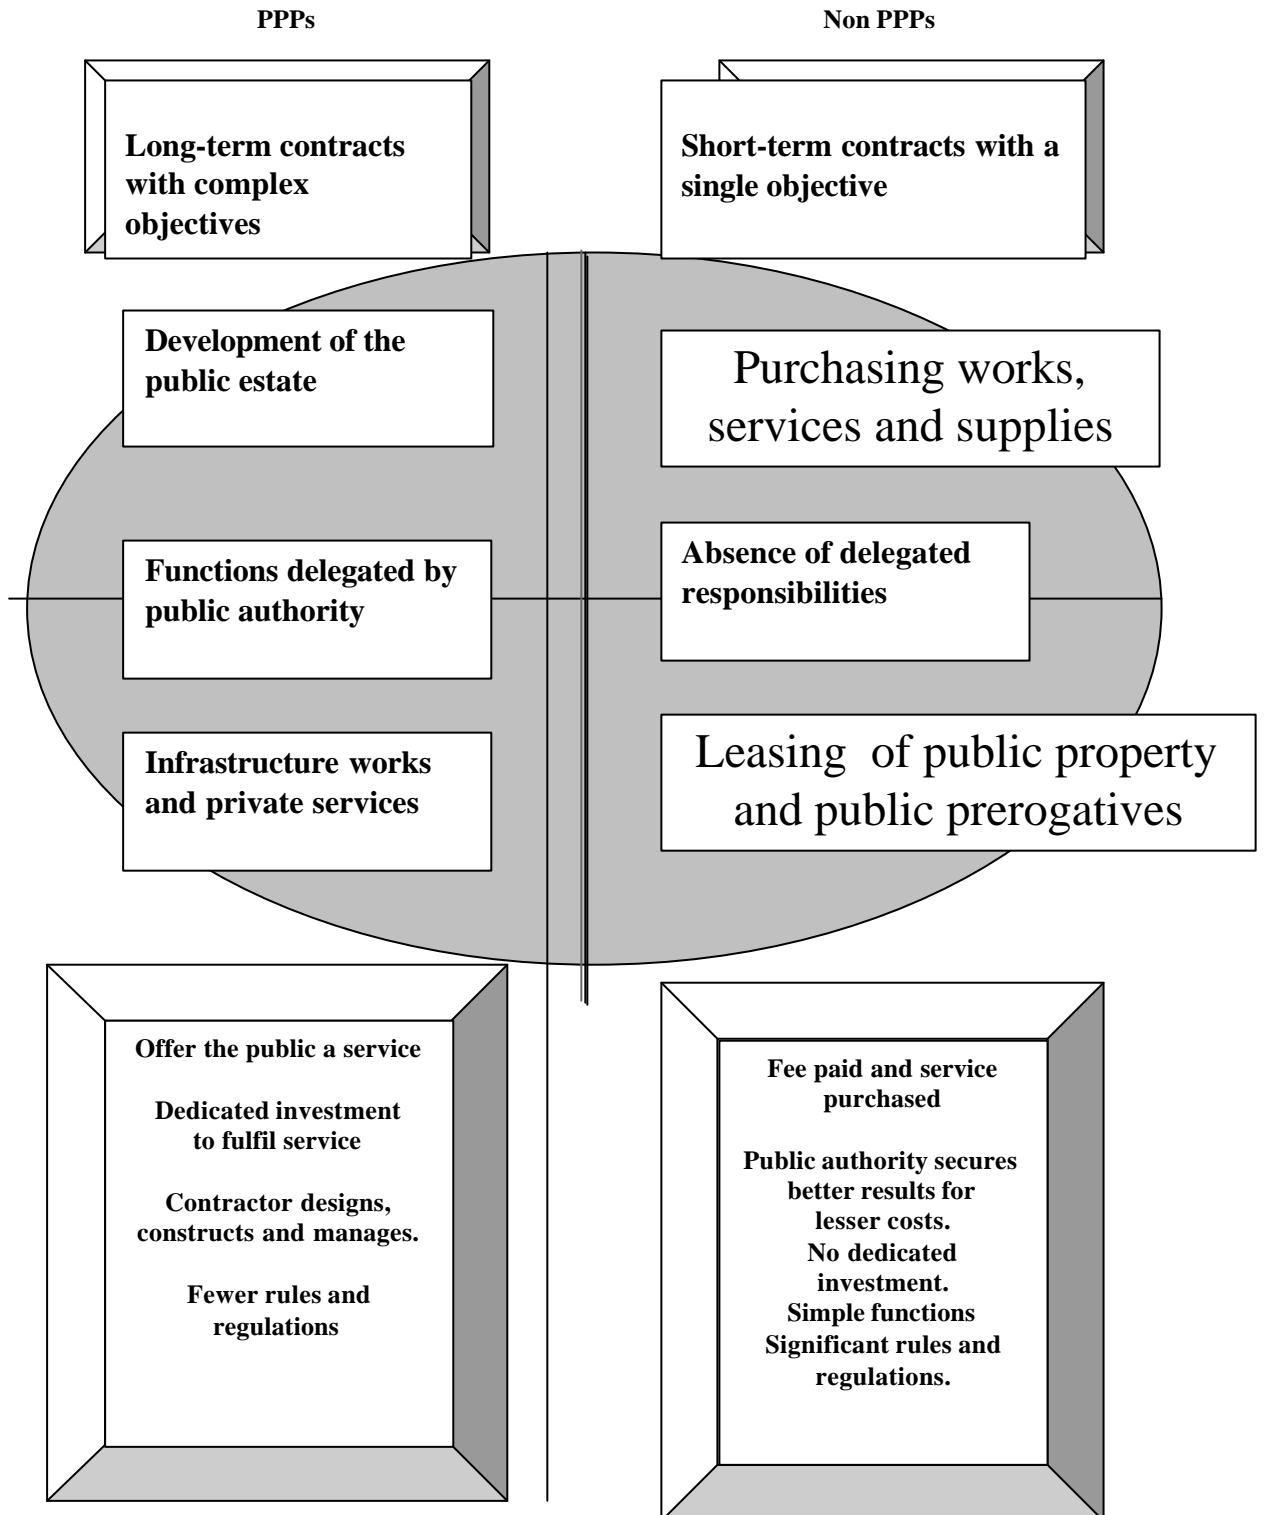 PPPs
Non PPPs
Long-term contracts
with complex
objectives
Short-term contracts with a
single objective
Development of the
public estate
Purchasing works,
services and supplies
Functions delegated by
public authority
Absence of delegated
responsibilities
Infrastructure works
and private services
Leasing of public property
and public prerogatives
Offer the public a service
Dedicated investment
to fulfil service
Contractor designs,
constructs and manages.
Fewer rules and
regulations
Fee paid and service
purchased
Public authority secures
better results for
lesser costs.
No dedicated
investment.
Simple functions
Significant rules and
regulations.